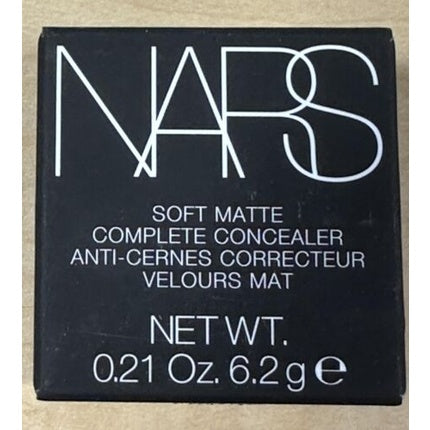 NARS
SOFT MATTE
COMPLETE CONCEALER
ANTI-CERNES CORRECTEUR
VELOURS MAT
NET WT.
0.21 Oz. 6.2 g ℮